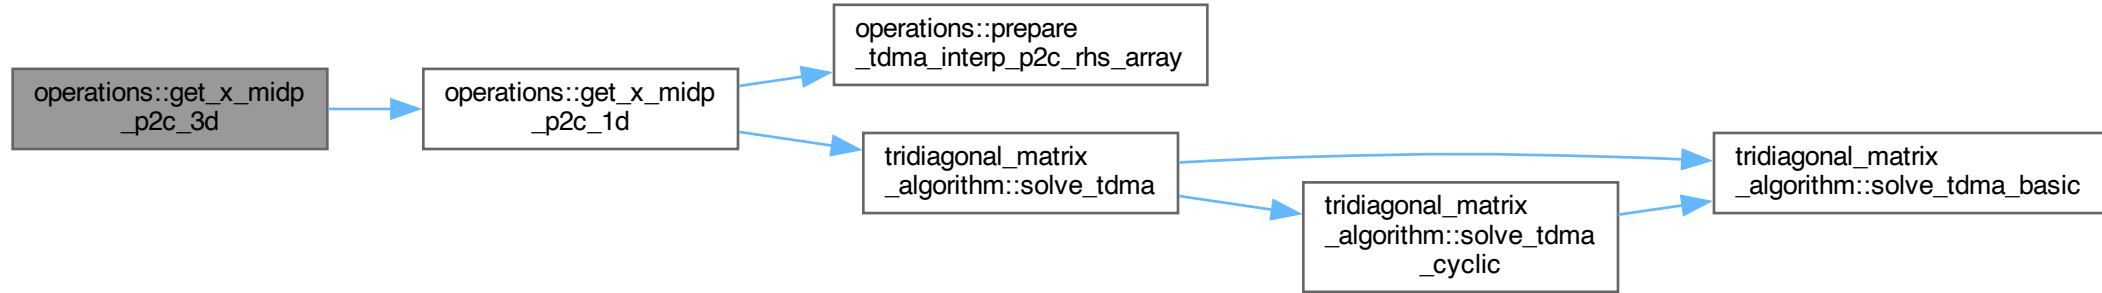 operations::get_x_midp
_p2c_3d
operations::get_x_midp
_p2c_1d
operations::prepare
_tdma_interp_p2c_rhs_array
tridiagonal_matrix
_algorithm::solve_tdma
tridiagonal_matrix
_algorithm::solve_tdma
_cyclic
tridiagonal_matrix
_algorithm::solve_tdma_basic